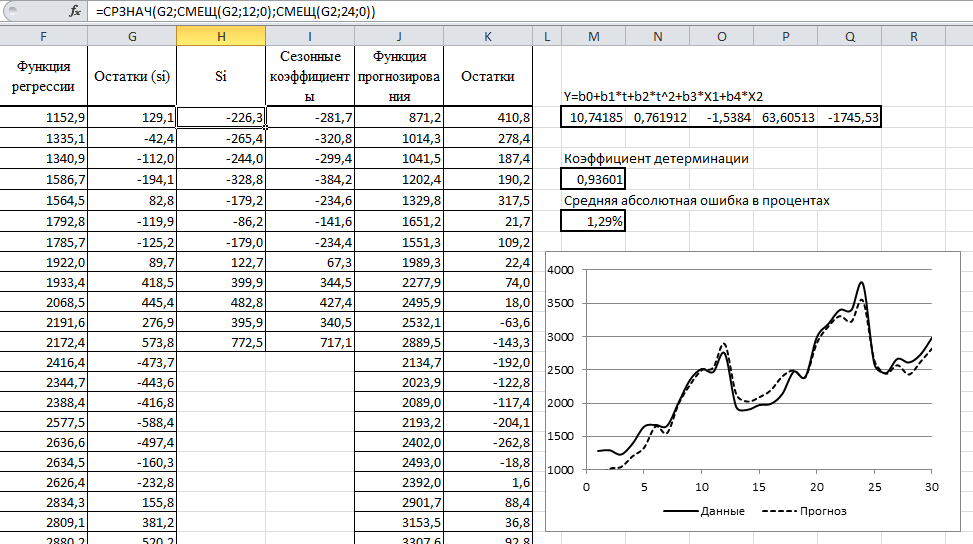 fx =СРЗНАЧ(G2;СМЕЩ(G2;12;0);СМЕЩ(G2;24;0))
F G H I J K L M N O P Q R
Функция регрессии Остатки (si) Si Сезонные коэффициенты Функция прогнозирования Остатки
Y=b0+b1*t+b2*t^2+b3*X1+b4*X2
1152,9 129,1 -226,3 -281,7 871,2 410,8 10,74185 0,761912 -1,5384 63,60513 -1745,53
1335,1 -42,4 -265,4 -320,8 1014,3 278,4
1340,9 -112,0 -244,0 -299,4 1041,5 187,4 Коэффициент детерминации
1586,7 -194,1 -328,8 -384,2 1202,4 190,2 0,93601
1564,5 82,8 -179,2 -234,6 1329,8 317,5 Средняя абсолютная ошибка в процентах
1792,8 -119,9 -86,2 -141,6 1651,2 21,7 1,29%
1785,7 -125,2 -179,0 -234,4 1551,3 109,2
1922,0 89,7 122,7 67,3 1989,3 22,4
1933,4 418,5 399,9 344,5 2277,9 74,0
2068,5 445,4 482,8 427,4 2495,9 18,0
2191,6 276,9 395,9 340,5 2532,1 -63,6
2172,4 573,8 772,5 717,1 2889,5 -143,3
2416,4 -473,7 2134,7 -192,0
2344,7 -443,6 2023,9 -122,8
2388,4 -416,8 2089,0 -117,4
2577,5 -588,4 2193,2 -204,1
2636,6 -497,4 2402,0 -262,8
2634,5 -160,3 2493,0 -18,8
2626,4 -232,8 2392,0 1,6
2834,3 155,8 2901,7 88,4
2809,1 381,2 3153,5 36,8
2880,2 520,2 3307,6 92,8
4000
3500
3000
2500
2000
1500
1000
0 5 10 15 20 25 30
Данные Прогноз